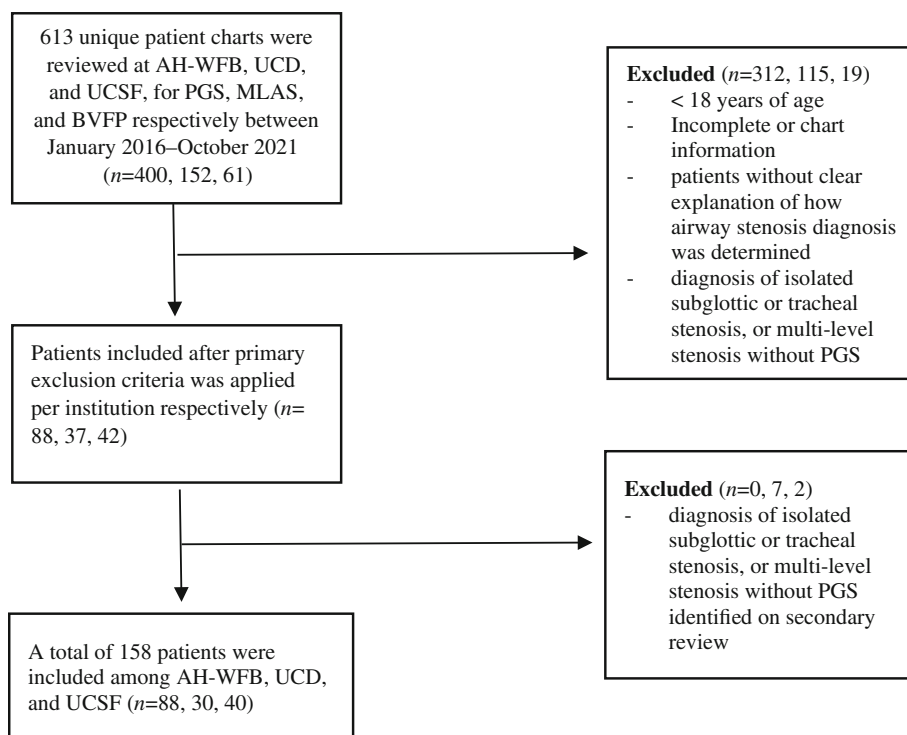 613 unique patient charts were
reviewed at AH-WFB, UCD,
and UCSF, for PGS, MLAS,
and BVFP respectively between
January 2016–October 2021
(n=400, 152, 61)
Excluded (n=312, 115, 19)
- < 18 years of age
- Incomplete or chart
information
- patients without clear
explanation of how
airway stenosis diagnosis
was determined
- diagnosis of isolated
subglottic or tracheal
stenosis, or multi-level
stenosis without PGS
Patients included after primary
exclusion criteria was applied
per institution respectively (n=
88, 37, 42)
Excluded (n=0, 7, 2)
- diagnosis of isolated
subglottic or tracheal
stenosis, or multi-level
stenosis without PGS
identified on secondary
review
A total of 158 patients were
included among AH-WFB, UCD,
and UCSF (n=88, 30, 40)